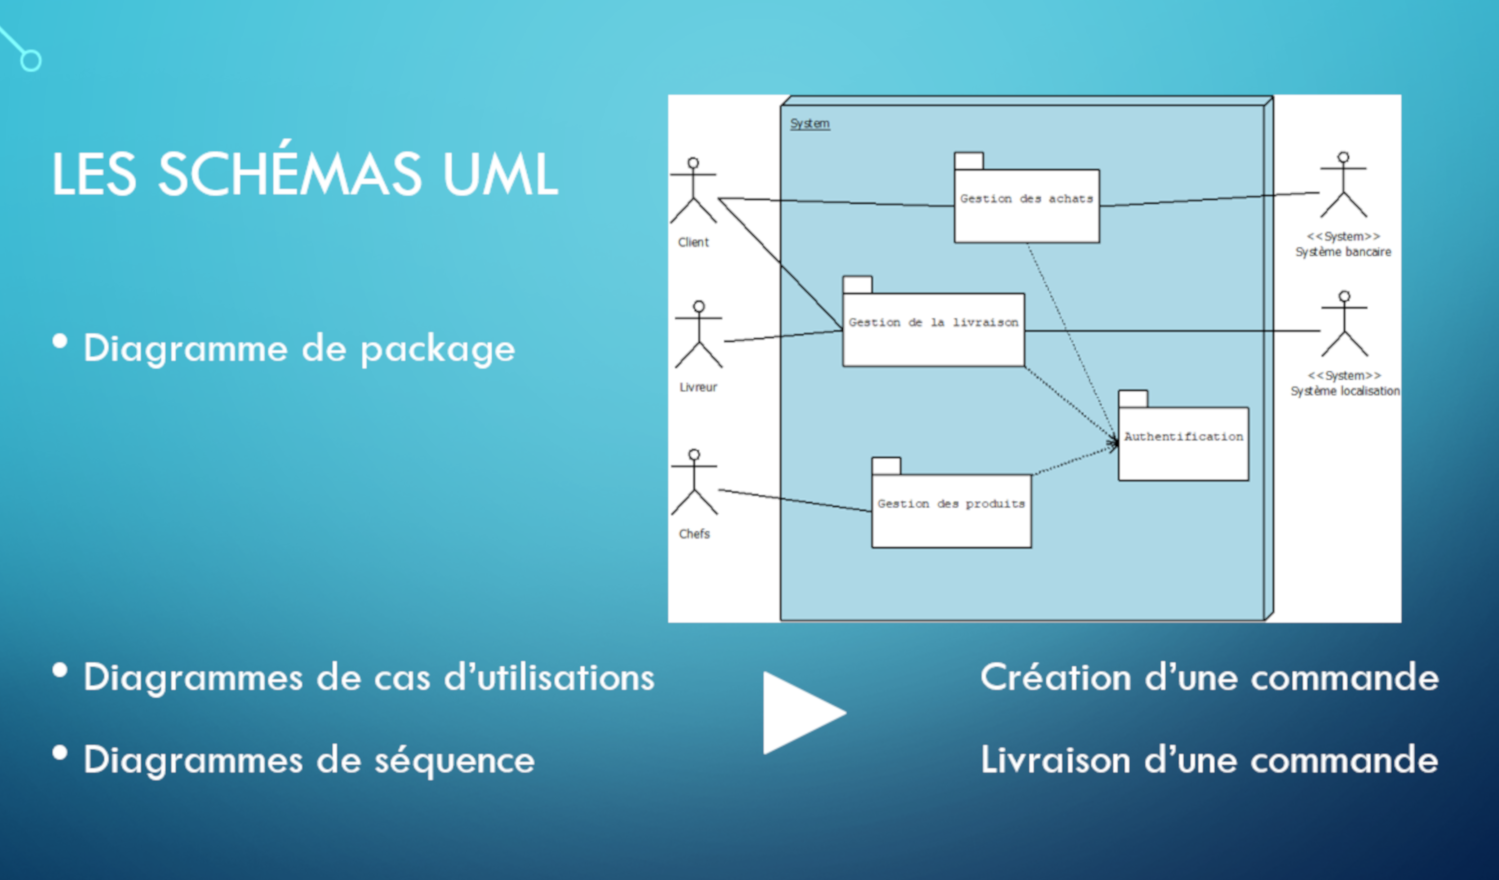 LES SCHÉMAS UML
• Diagramme de package
System
Client
Livreur
Chefs
Gestion des achats
Gestion de la livraison
Authentification
Gestion des produits
<<System>>
Système bancaire
<<System>>
Système localisation
• Diagrammes de cas d’utilisations
• Diagrammes de séquence
Création d’une commande
Livraison d’une commande